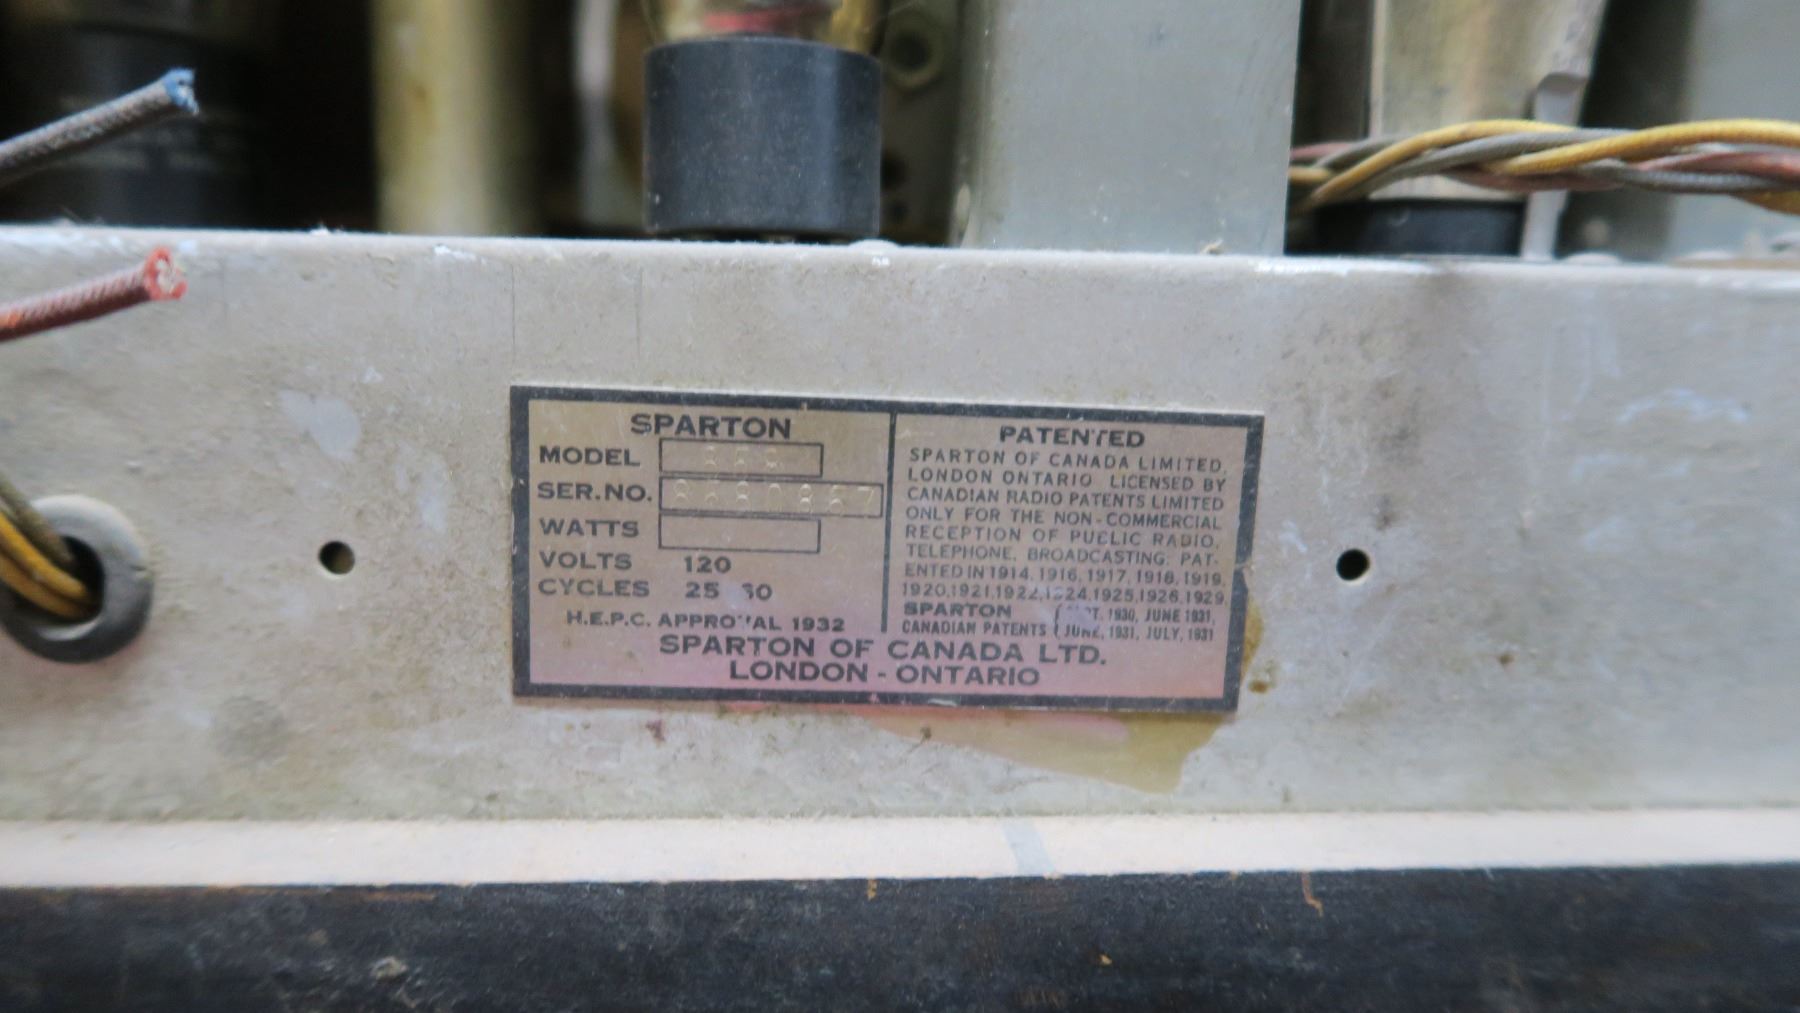 SPARTON
MODEL
SER.NO.
WATTS
VOLTS 120
CYCLES 25 60
H.E.P.C. APPROVAL 1932
PATENTED
SPARTON OF CANADA LIMITED,
LONDON ONTARIO LICENSED BY
CANADIAN RADIO PATENTS LIMITED
ONLY FOR THE NON-COMMERCIAL
RECEPTION OF PUBLIC RADIO,
TELEPHONE, BROADCASTING: PAT-
ENTED IN 1914, 1916, 1917, 1918, 1919,
1920, 1921, 1922, 1924, 1925, 1926, 1929,
SPARTON 1930, JUNE 1931,
CANADIAN PATENTS JUNE, 1931, JULY, 1931
SPARTON OF CANADA LTD.
LONDON - ONTARIO